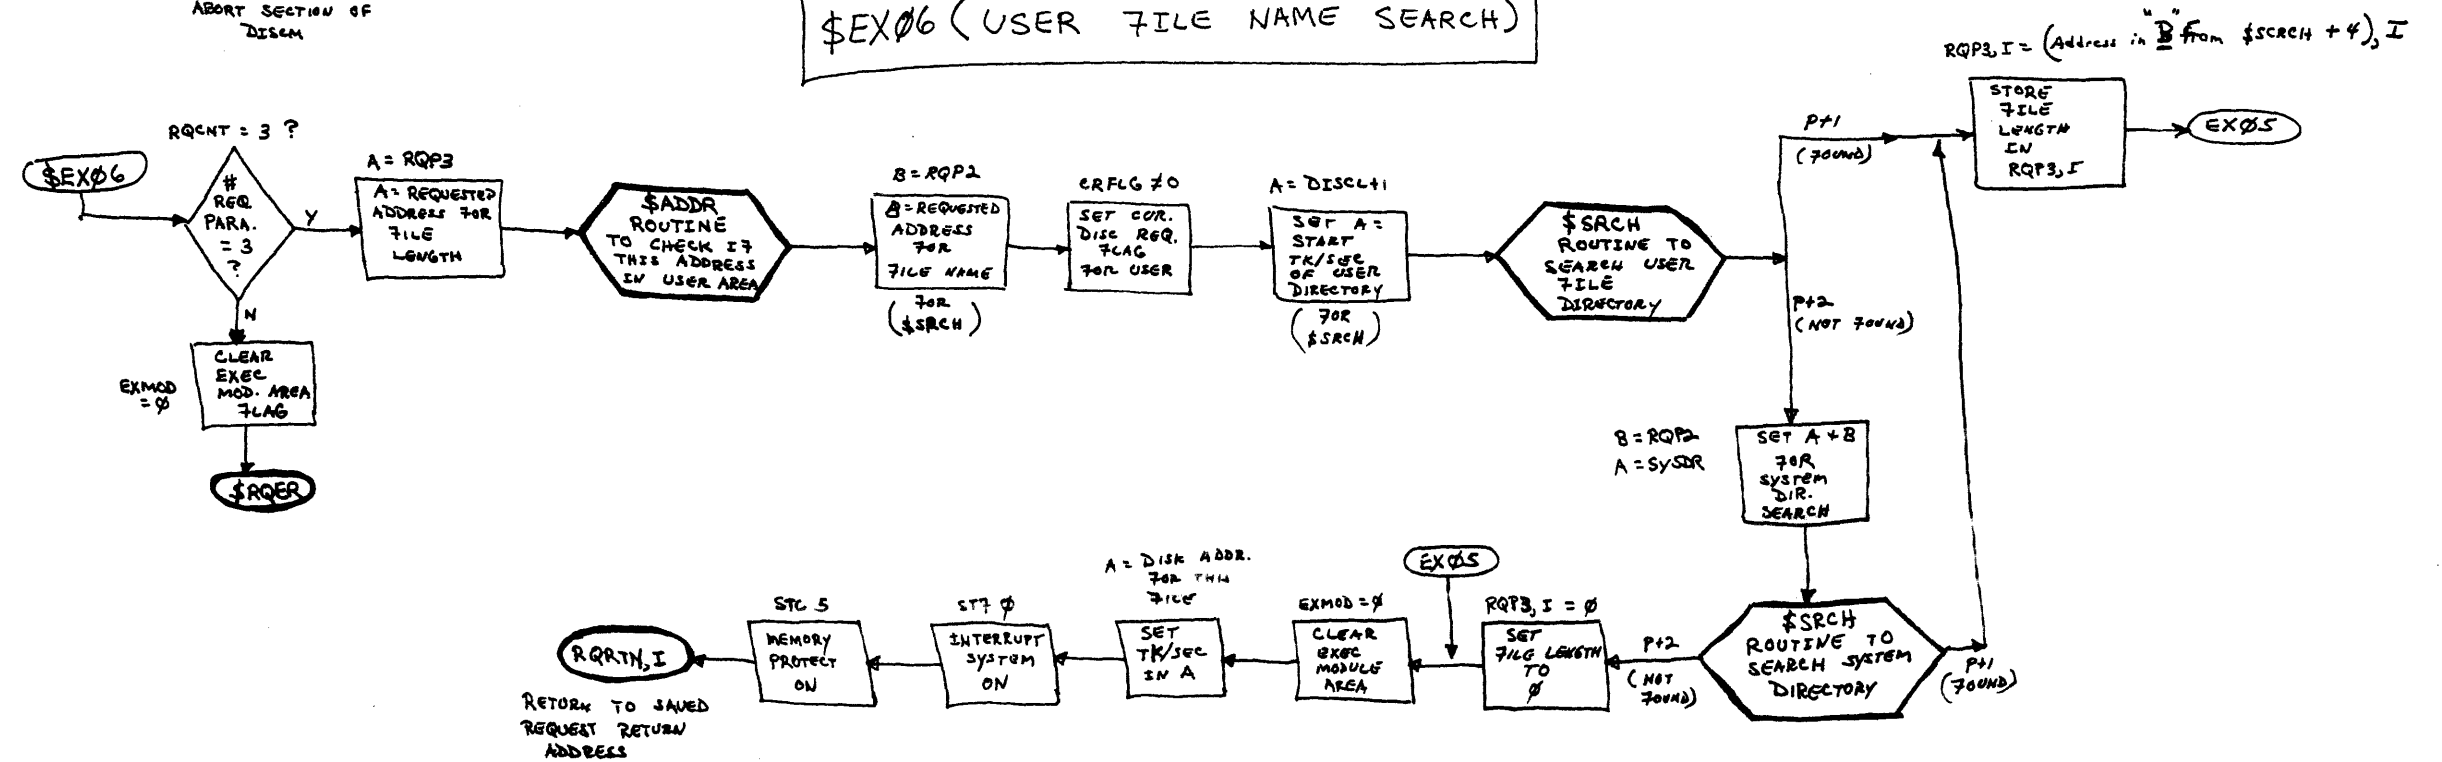 ABORT SECTION OF
DISCM
$EXØ6 (USER FILE NAME SEARCH)
RQP3,I = (Address in "B" from $SCRCH + 4), I
RQCNT = 3 ?
$EXØ6
#
REQ
PARA.
= 3
?
Y
N
CLEAR
EXEC
MOD. AREA
FLAG
EXMOD
= Ø
$RQER
A = RQP3
A = REQUESTED
ADDRESS FOR
FILE
LENGTH
$ADDR
ROUTINE
TO CHECK IF
THIS ADDRESS
IN USER AREA
B = RQP2
B = REQUESTED
ADDRESS
FOR
FILE NAME
(FOR
$SRCH)
CRFLG ≠ 0
SET CUR.
DISC REQ.
FLAG
FOR USER
A = DISCL+1
SET A =
START
TK/SEC
OF USER
DIRECTORY
(FOR
$SRCH)
$SRCH
ROUTINE TO
SEARCH USER
FILE
DIRECTORY
P+1
(FOUND)
STORE
FILE
LENGTH
IN
RQP3, I
EXØ5
P+2
(NOT FOUND)
B = RQP2
A = SYSDR
SET A + B
FOR
SYSTEM
DIR.
SEARCH
$SRCH
ROUTINE TO
SEARCH SYSTEM
DIRECTORY
P+1
(FOUND)
P+2
(NOT
FOUND)
RQP3, I = Ø
SET
FILE LENGTH
TO
Ø
EXØ5
EXMOD = Ø
CLEAR
EXEC
MODULE
AREA
A = DISK ADDR.
FOR THIS
FILE
SET
TK/SEC
IN A
STF Ø
INTERRUPT
SYSTEM
ON
STC 5
MEMORY
PROTECT
ON
RQRTN, I
RETURN TO SAVED
REQUEST RETURN
ADDRESS